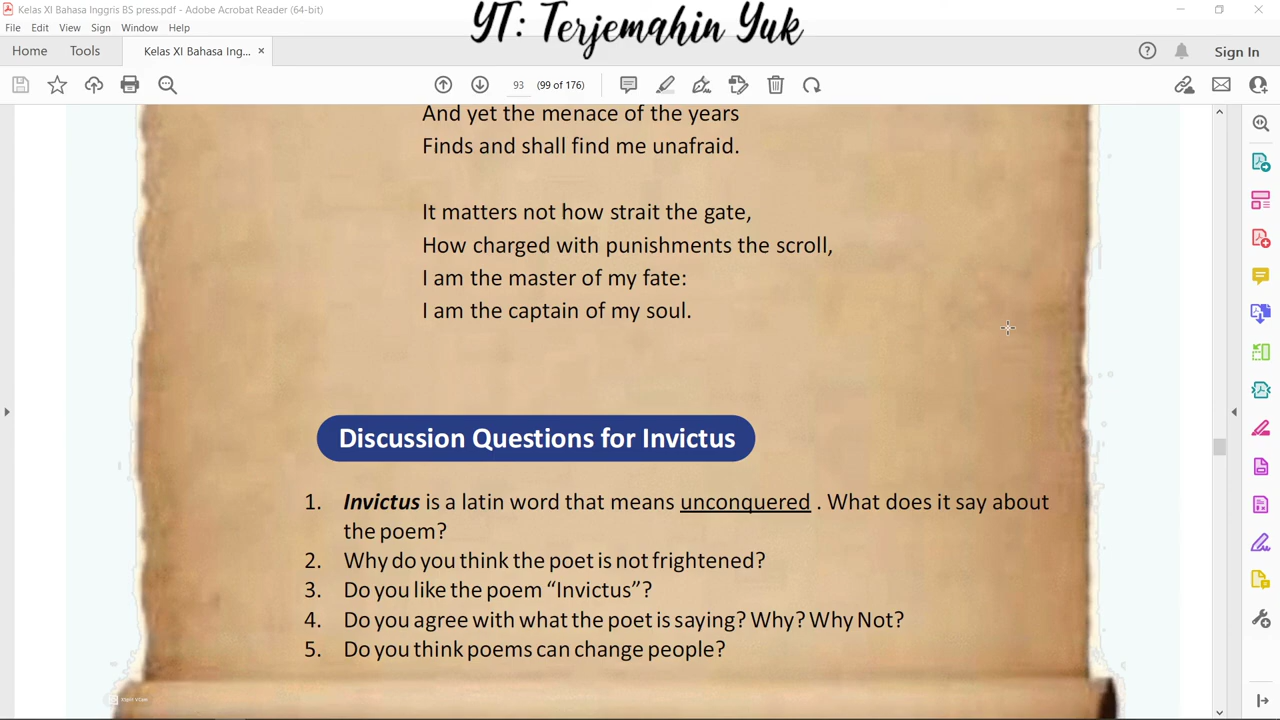 Kelas XI Bahasa Inggris BS press.pdf - Adobe Acrobat Reader (64-bit)
YT: Terjemahin Yuk
File Edit View Sign Window Help
Home Tools Kelas XI Bahasa Ing... × Sign In
93 (99 of 176)
And yet the menace of the years
Finds and shall find me unafraid.
It matters not how strait the gate,
How charged with punishments the scroll,
I am the master of my fate:
I am the captain of my soul.
Discussion Questions for Invictus
1. Invictus is a latin word that means unconquered . What does it say about
the poem?
2. Why do you think the poet is not frightened?
3. Do you like the poem “Invictus”?
4. Do you agree with what the poet is saying? Why? Why Not?
5. Do you think poems can change people?